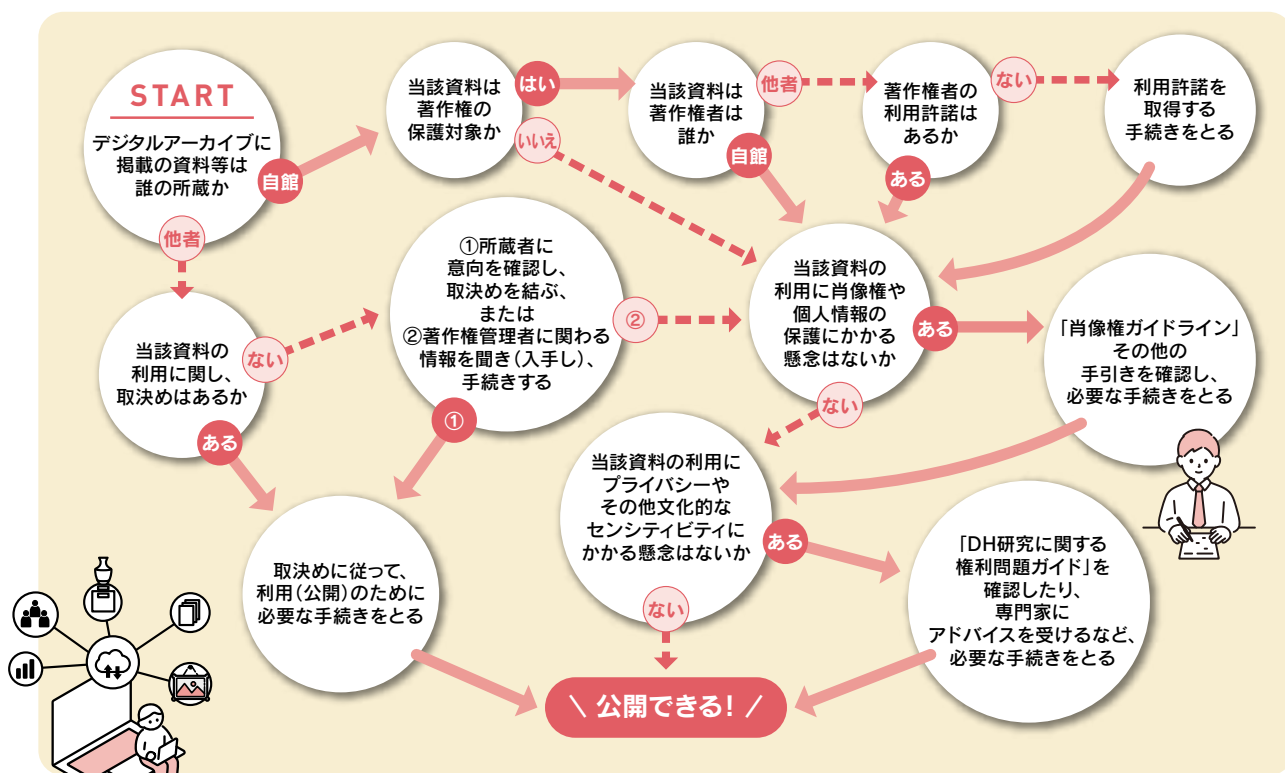 START
デジタルアーカイブに
掲載の資料等は
誰の所蔵か
自館
他者
当該資料は
著作権の
保護対象か
はい
いいえ
当該資料は
著作権者は
誰か
他者
自館
著作権者の
利用許諾は
あるか
ない
ある
利用許諾を
取得する
手続きをとる
当該資料の
利用に関し、
取決めはあるか
ない
ある
①所蔵者に
意向を確認し、
取決めを結ぶ、
または
②著作権管理者に関わる
情報を聞き(入手し)、
手続きする
②
①
当該資料の
利用に肖像権や
個人情報の
保護にかかる
懸念はないか
ある
ない
「肖像権ガイドライン」
その他の
手引きを確認し、
必要な手続きをとる
当該資料の利用に
プライバシーや
その他文化的な
センシティビティに
かかる懸念はないか
ある
ない
「DH研究に関する
権利問題ガイド」を
確認したり、
専門家に
アドバイスを受けるなど、
必要な手続きをとる
取決めに従って、
利用(公開)のために
必要な手続きをとる
\ 公開できる! /